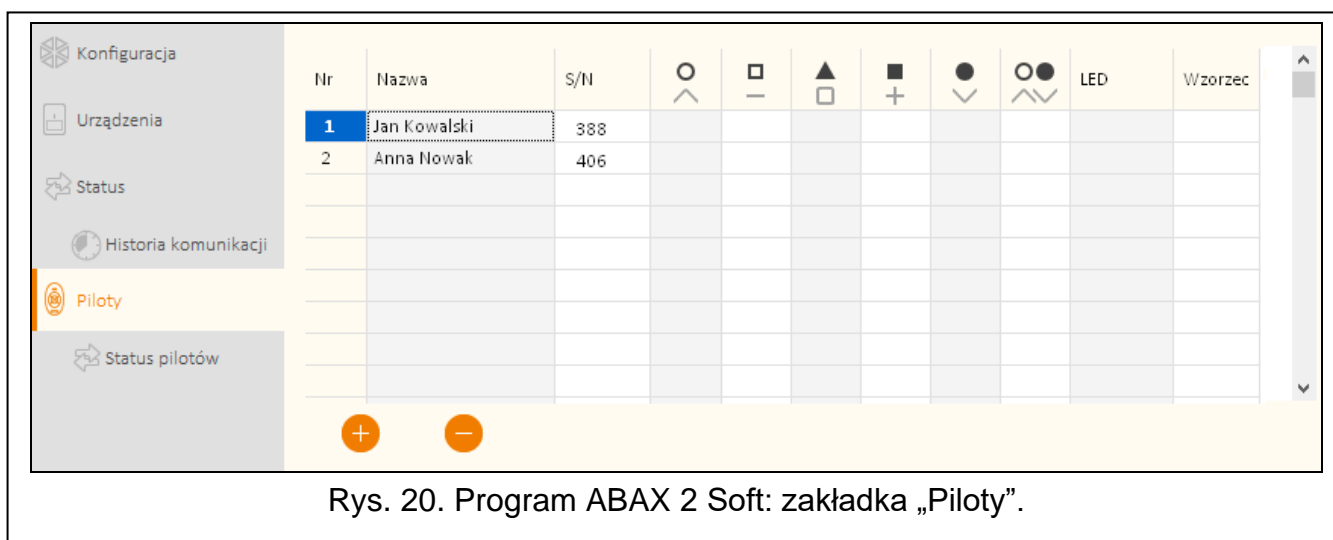 Konfiguracja
Urządzenia
Status
Historia komunikacji
Piloty
Status pilotów
Nr Nazwa S/N LED Wzorzec
1 Jan Kowalski 388
2 Anna Nowak 406
Rys. 20. Program ABAX 2 Soft: zakładka „Piloty”.